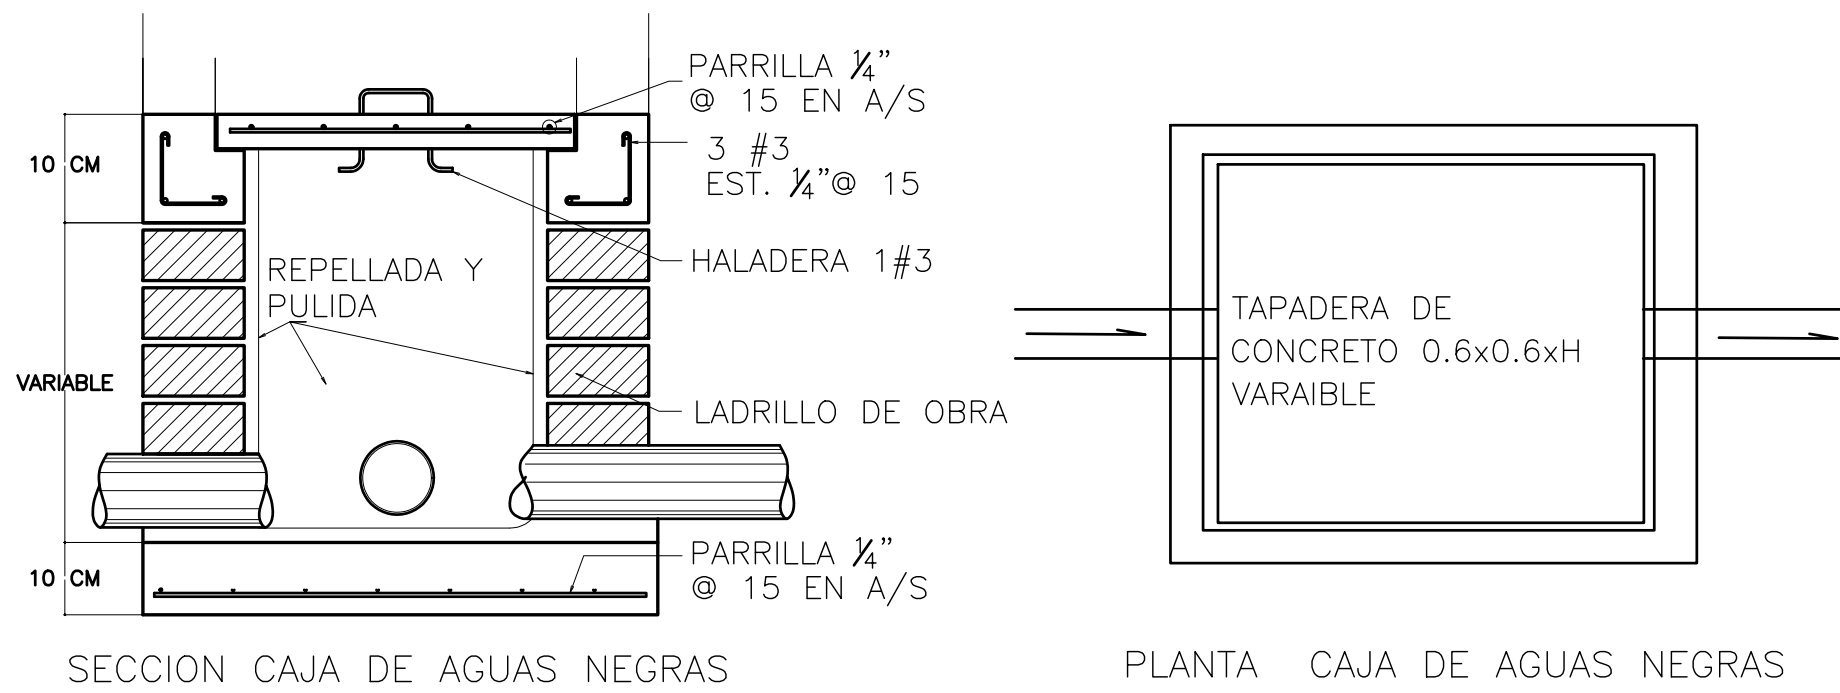 PARRILLA ¼"
@ 15 EN A/S
3 #3
EST. ¼"@ 15
10 CM
HALADERA 1#3
REPELLADA Y
PULIDA
VARIABLE
LADRILLO DE OBRA
PARRILLA ¼"
@ 15 EN A/S
10 CM
SECCION CAJA DE AGUAS NEGRAS
TAPADERA DE
CONCRETO 0.6x0.6xH
VARAIBLE
PLANTA CAJA DE AGUAS NEGRAS